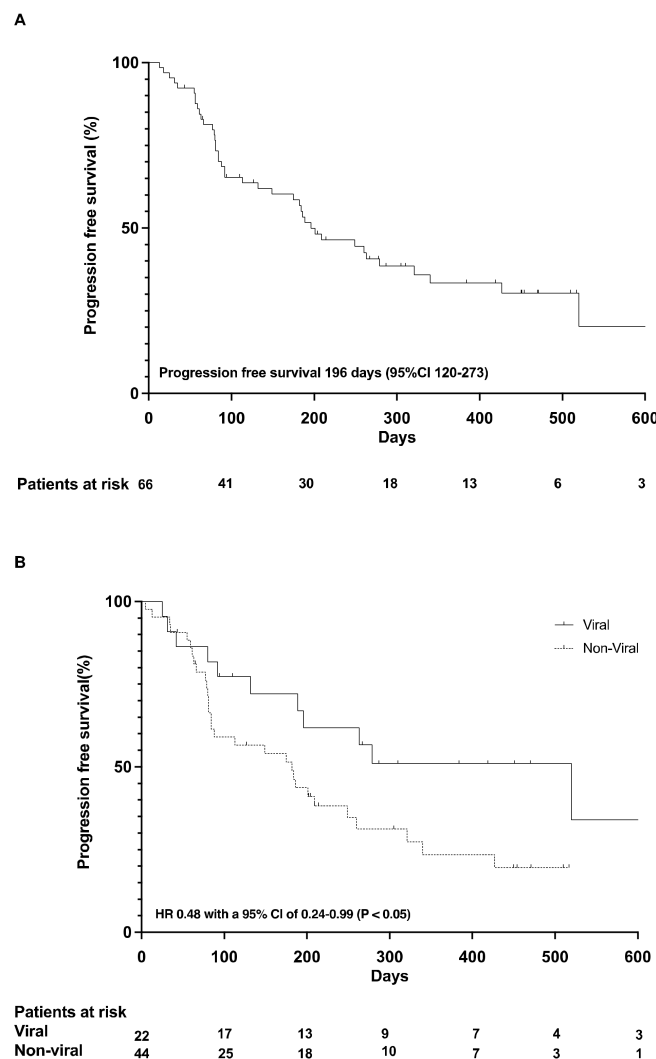 A
Progression free survival (%)
100
50
0
Progression free survival 196 days (95%CI 120-273)
0 100 200 300 400 500 600
Days
Patients at risk 66 41 30 18 13 6 3
B
Progression free survival(%)
100
50
0
Viral
Non-Viral
HR 0.48 with a 95% CI of 0.24-0.99 (P < 0.05)
0 100 200 300 400 500 600
Days
Patients at risk
Viral 22 17 13 9 7 4 3
Non-viral 44 25 18 10 7 3 1